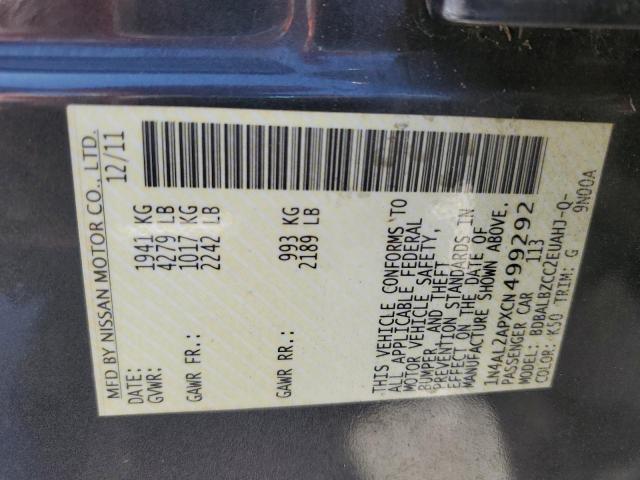 MFD BY NISSAN MOTOR CO., LTD.
DATE: 12/11
GVWR: 1941 KG
4279 LB
GAWR FR.: 1017 KG
2242 LB
GAWR RR.: 993 KG
2189 LB
THIS VEHICLE CONFORMS TO
ALL APPLICABLE FEDERAL
MOTOR VEHICLE SAFETY,
BUMPER, AND THEFT
PREVENTION STANDARDS IN
EFFECT ON THE DATE OF
MANUFACTURE SHOWN ABOVE.
1N4AL2APXCN499292
PASSENGER CAR 113
MODEL: BDBALBZCC2EUAHJ-Q-
COLOR: K50 TRIM: G 9N00A